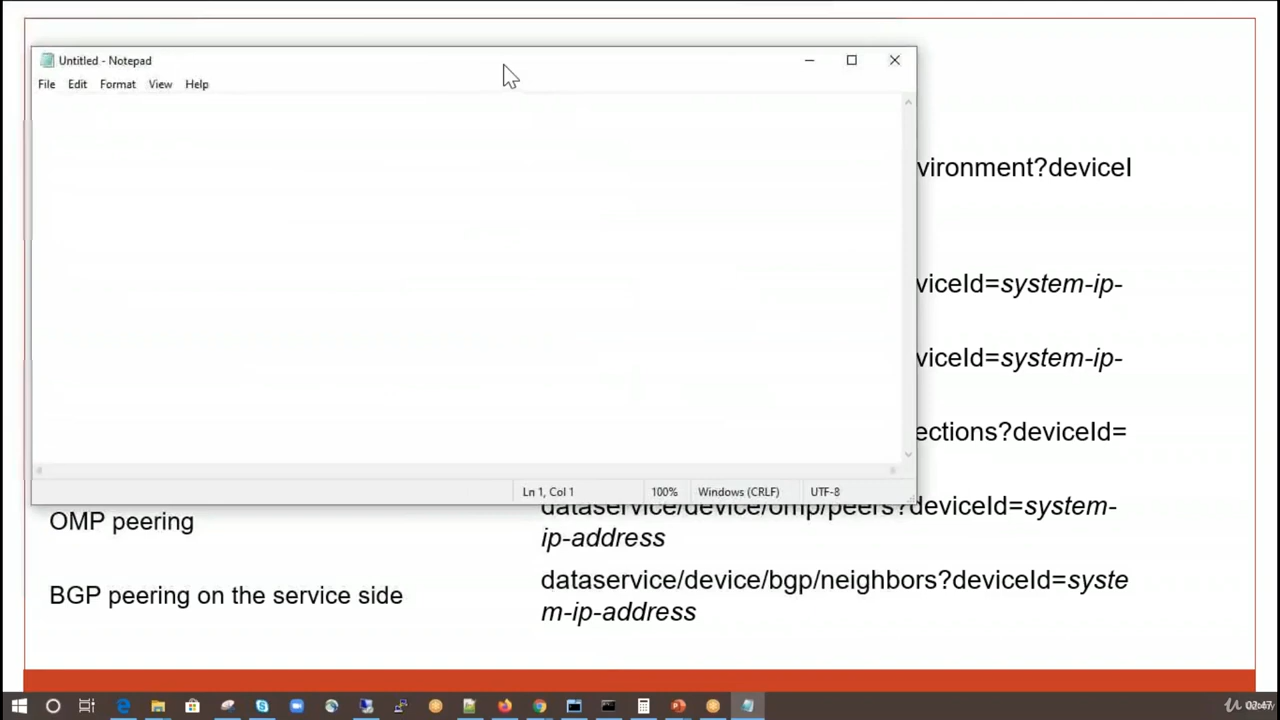 Untitled - Notepad
File Edit Format View Help
vironment?deviceI
viceId=system-ip-
viceId=system-ip-
ections?deviceId=
Ln 1, Col 1 100% Windows (CRLF) UTF-8
dataservice/device/omp/peers?deviceId=system-
OMP peering
ip-address
dataservice/device/bgp/neighbors?deviceId=syste
BGP peering on the service side
m-ip-address
02:47